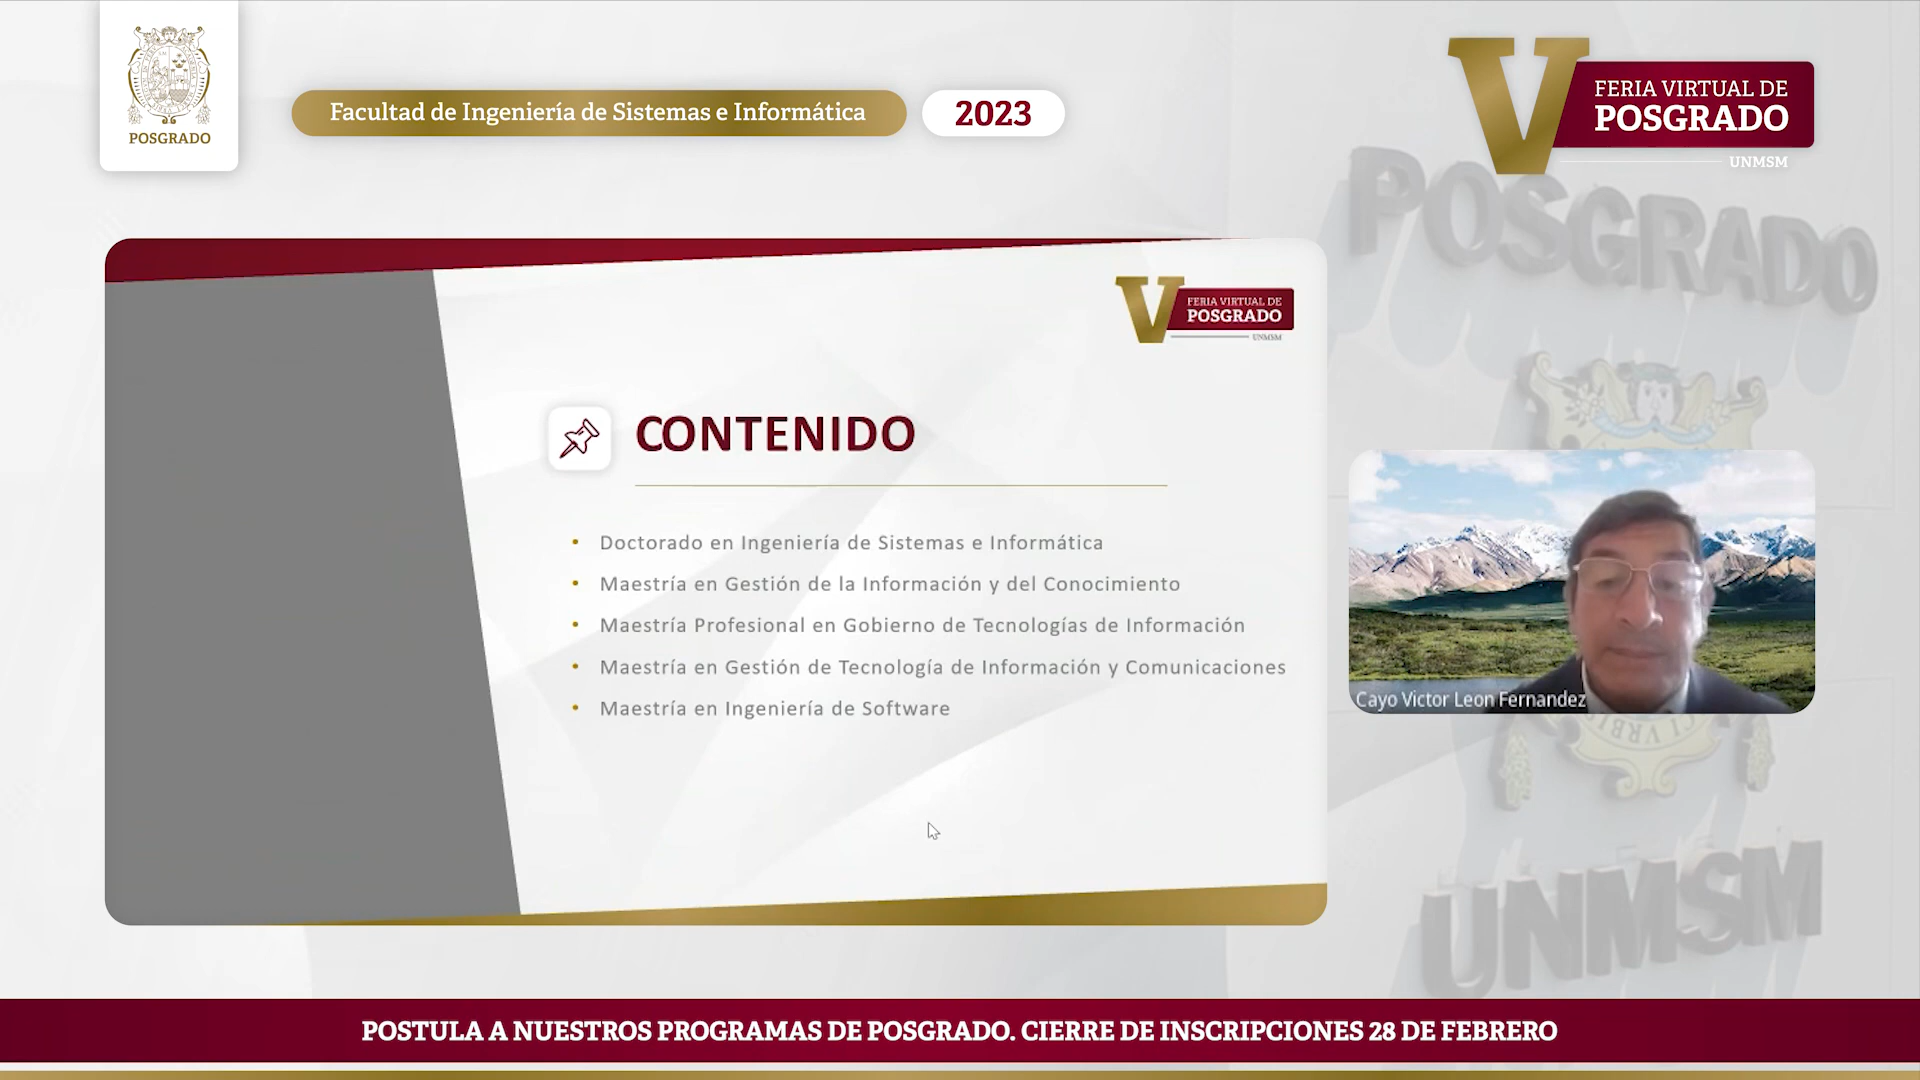 POSGRADO
Facultad de Ingeniería de Sistemas e Informática
2023
V
FERIA VIRTUAL DE
POSGRADO
UNMSM
POSGRADO
V
FERIA VIRTUAL DE
POSGRADO
UNMSM
CONTENIDO
• Doctorado en Ingeniería de Sistemas e Informática
• Maestría en Gestión de la Información y del Conocimiento
• Maestría Profesional en Gobierno de Tecnologías de Información
• Maestría en Gestión de Tecnología de Información y Comunicaciones
• Maestría en Ingeniería de Software
Cayo Victor Leon Fernandez
UNMSM
POSTULA A NUESTROS PROGRAMAS DE POSGRADO. CIERRE DE INSCRIPCIONES 28 DE FEBRERO